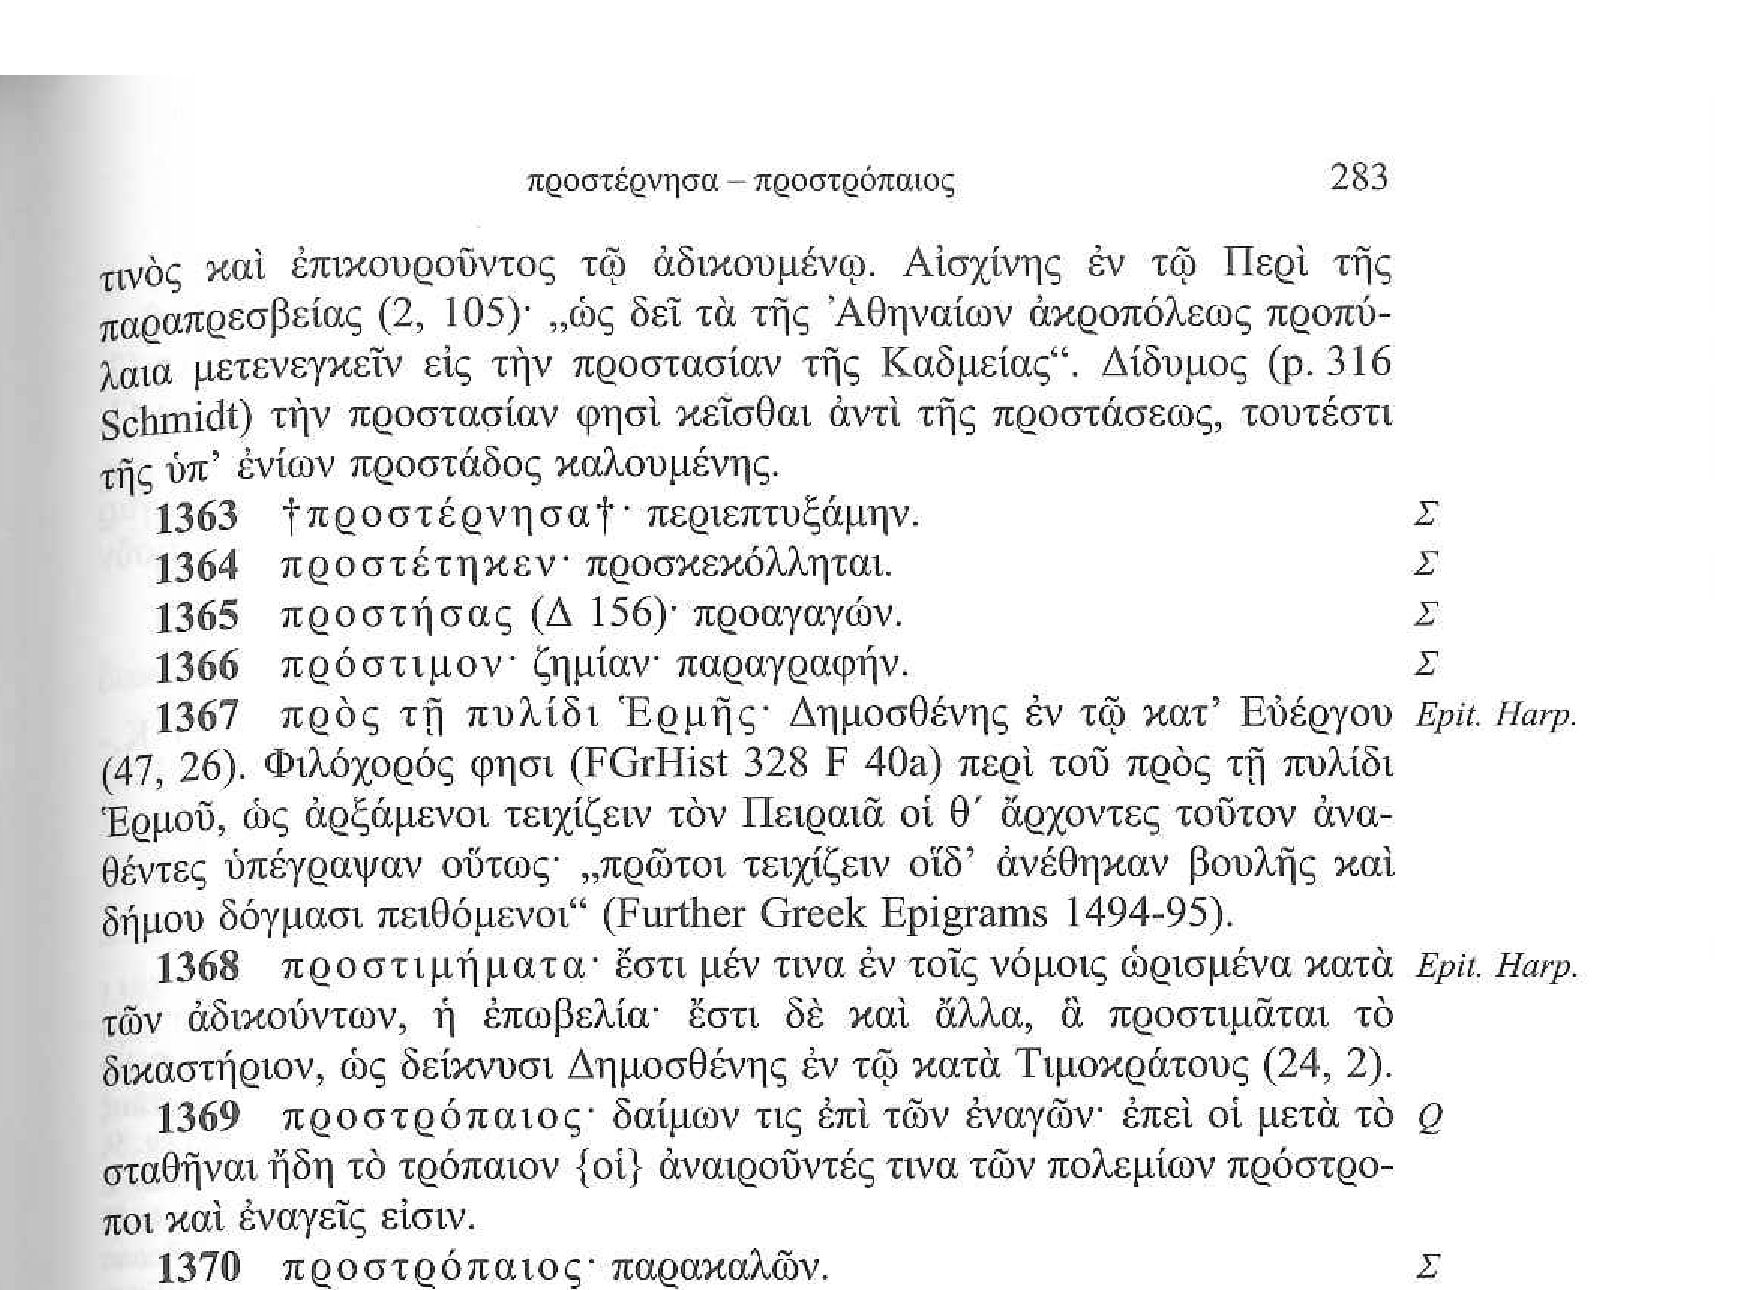 προστέρνησα – προστρόπαιος 283
τινὸς καὶ ἐπικουροῦντος τῷ ἀδικουμένῳ. Αἰσχίνης ἐν τῷ Περὶ τῆς
παραπρεσβείας (2, 105)· „ὡς δεῖ τὰ τῆς Ἀθηναίων ἀκροπόλεως προπύ-
λαια μετενεγκεῖν εἰς τὴν προστασίαν τῆς Καδμείας“. Δίδυμος (p. 316
Schmidt) τὴν προστασίαν φησὶ κεῖσθαι ἀντὶ τῆς προστάσεως, τουτέστι
τῆς ὑπ’ ἐνίων προστάδος καλουμένης.
1363 †προστέρνησα†· περιεπτυξάμην. Σ
1364 προστέτηκεν· προσκεκόλληται. Σ
1365 προστήσας (Δ 156)· προαγαγών. Σ
1366 πρόστιμον· ζημίαν· παραγραφήν. Σ
1367 πρὸς τῇ πυλίδι Ἑρμῆς· Δημοσθένης ἐν τῷ κατ’ Εὐέργου Epit. Harp.
(47, 26). Φιλόχορός φησι (FGrHist 328 F 40a) περὶ τοῦ πρὸς τῇ πυλίδι
Ἑρμοῦ, ὡς ἀρξάμενοι τειχίζειν τὸν Πειραιᾶ οἱ θ΄ ἄρχοντες τοῦτον ἀνα-
θέντες ὑπέγραψαν οὕτως· „πρῶτοι τειχίζειν οἵδ’ ἀνέθηκαν βουλῆς καὶ
δήμου δόγμασι πειθόμενοι“ (Further Greek Epigrams 1494-95).
1368 προστιμήματα· ἔστι μέν τινα ἐν τοῖς νόμοις ὡρισμένα κατὰ Epit. Harp.
τῶν ἀδικούντων, ἡ ἐπωβελία· ἔστι δὲ καὶ ἄλλα, ἃ προστιμᾶται τὸ
δικαστήριον, ὡς δείκνυσι Δημοσθένης ἐν τῷ κατὰ Τιμοκράτους (24, 2).
1369 προστρόπαιος· δαίμων τις ἐπὶ τῶν ἐναγῶν· ἐπεὶ οἱ μετὰ τὸ Q
σταθῆναι ἤδη τὸ τρόπαιον {οἱ} ἀναιροῦντές τινα τῶν πολεμίων πρόστρο-
ποι καὶ ἐναγεῖς εἰσιν.
1370 προστρόπαιος· παρακαλῶν. Σ